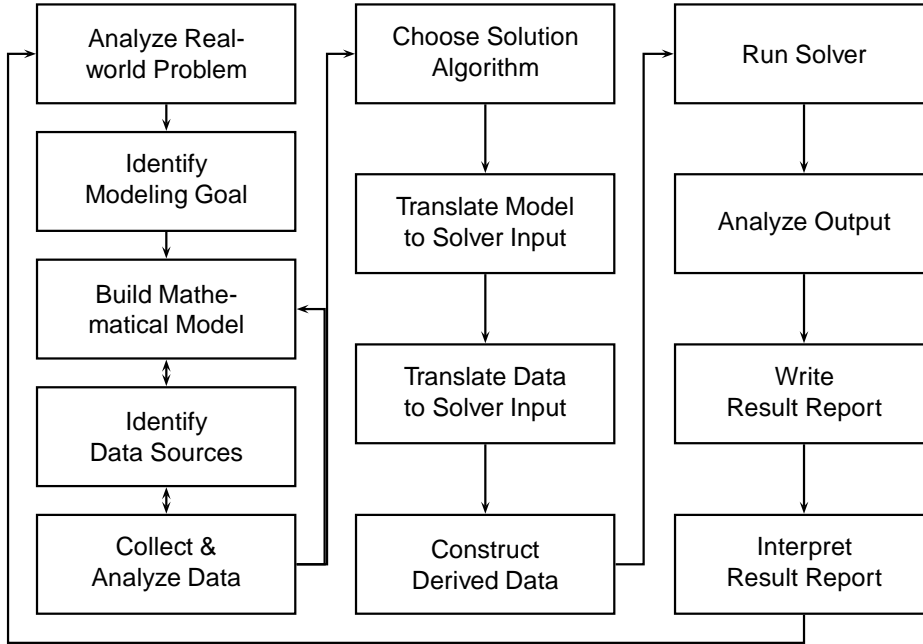 Analyze Real-
world Problem
Identify
Modeling Goal
Build Mathe-
matical Model
Identify
Data Sources
Collect &
Analyze Data
Choose Solution
Algorithm
Translate Model
to Solver Input
Translate Data
to Solver Input
Construct
Derived Data
Run Solver
Analyze Output
Write
Result Report
Interpret
Result Report